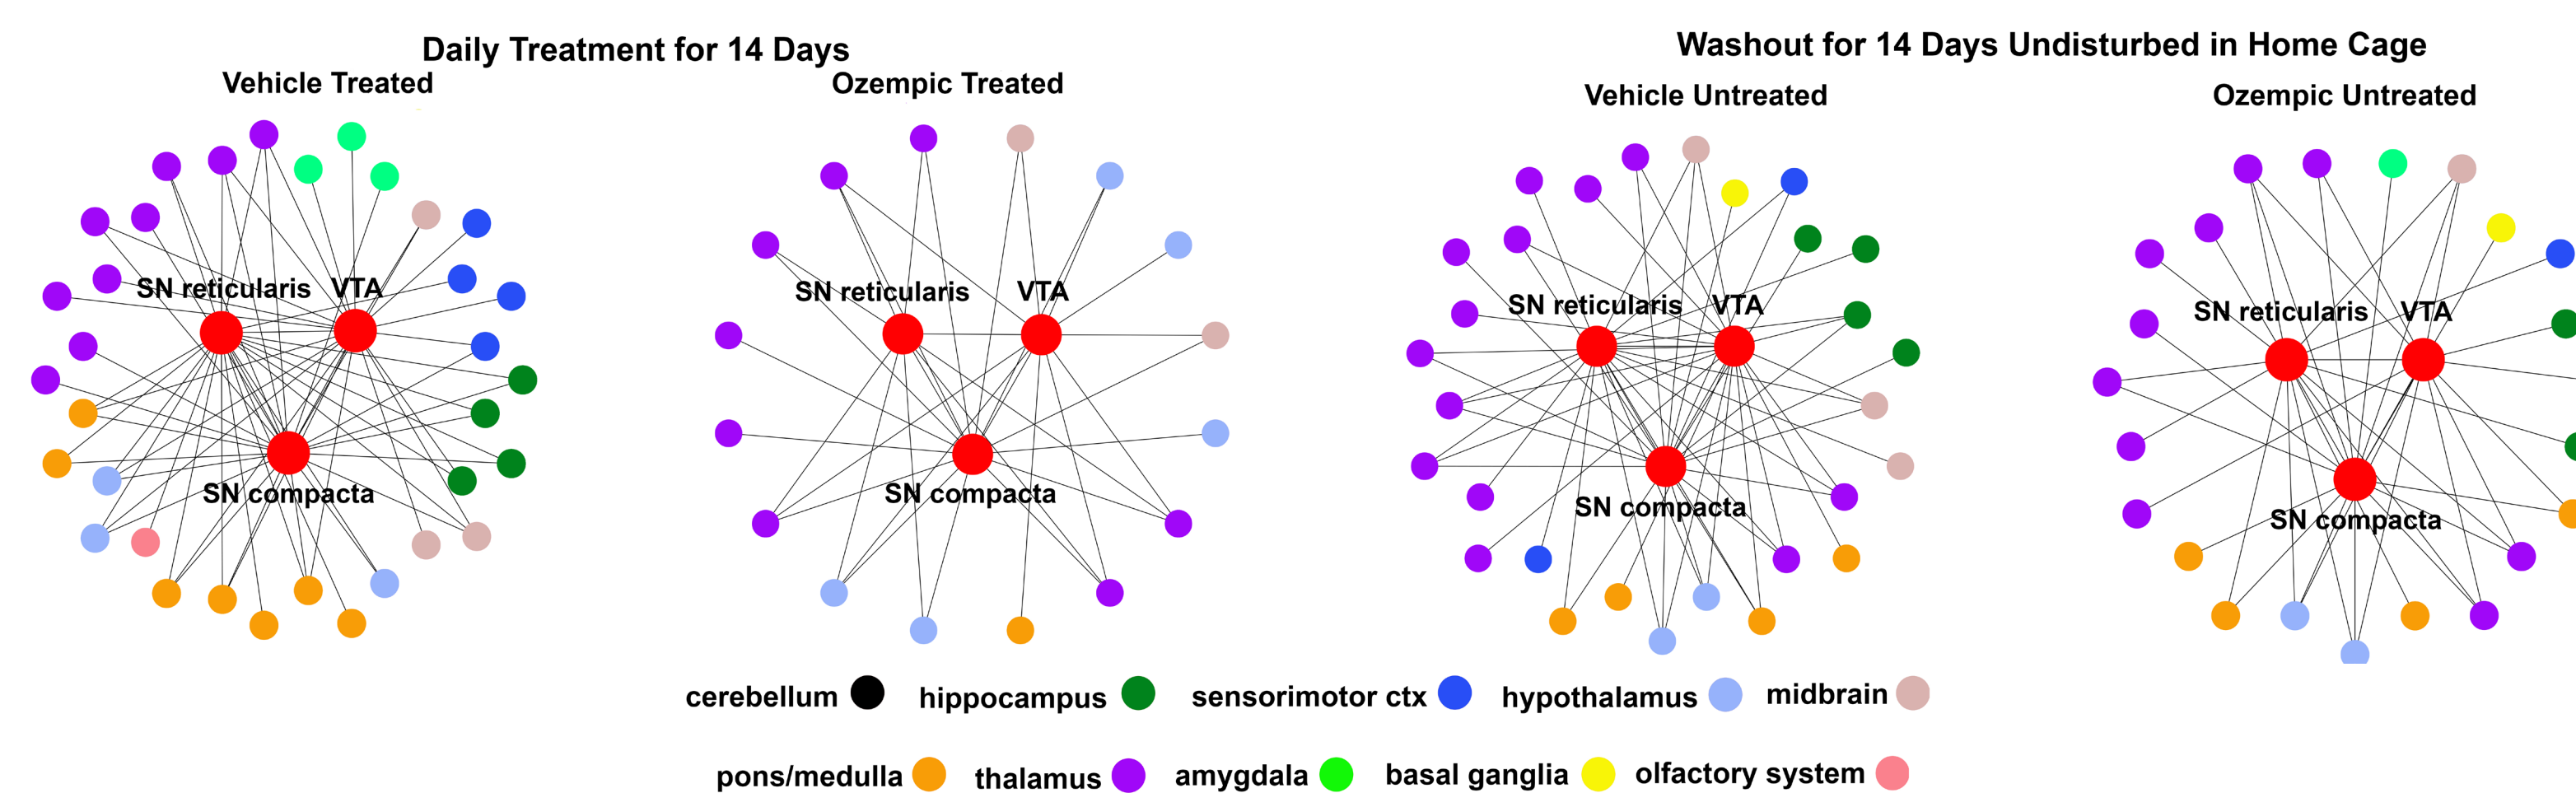 Daily Treatment for 14 Days
Washout for 14 Days Undisturbed in Home Cage
Vehicle Treated
Ozempic Treated
Vehicle Untreated
Ozempic Untreated
SN reticularis VTA
SN compacta
SN reticularis VTA
SN compacta
SN reticularis VTA
SN compacta
SN reticularis VTA
SN compacta
cerebellum hippocampus sensorimotor ctx hypothalamus midbrain
pons/medulla thalamus amygdala basal ganglia olfactory system